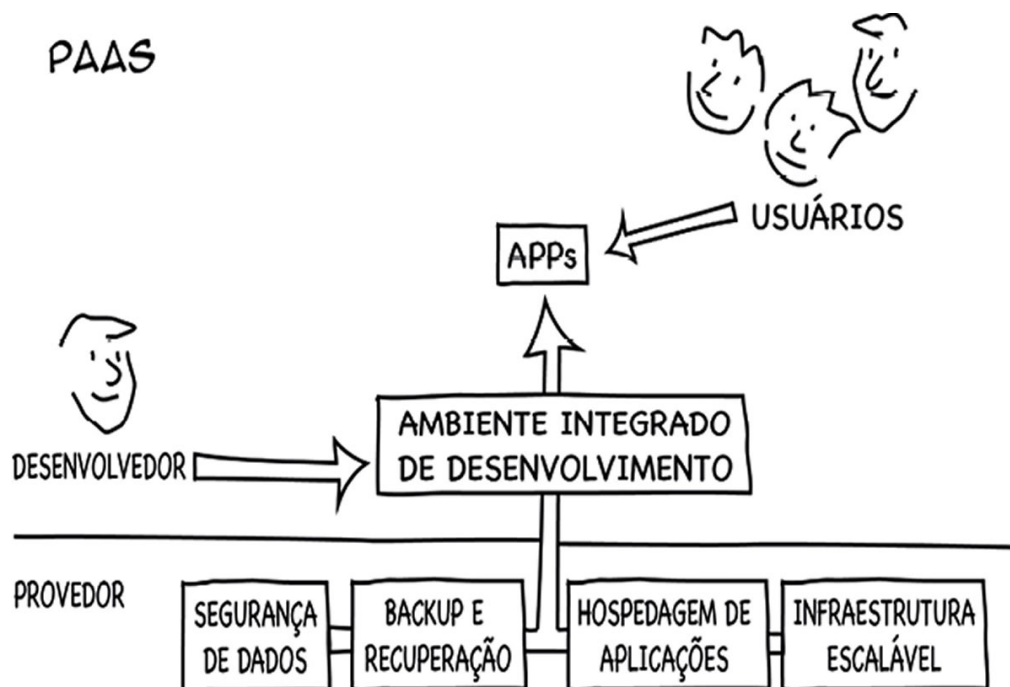 PAAS
USUÁRIOS
APPs
AMBIENTE INTEGRADO
DE DESENVOLVIMENTO
DESENVOLVEDOR
PROVEDOR
SEGURANÇA
DE DADOS
BACKUP E
RECUPERAÇÃO
HOSPEDAGEM DE
APLICAÇÕES
INFRAESTRUTURA
ESCALÁVEL